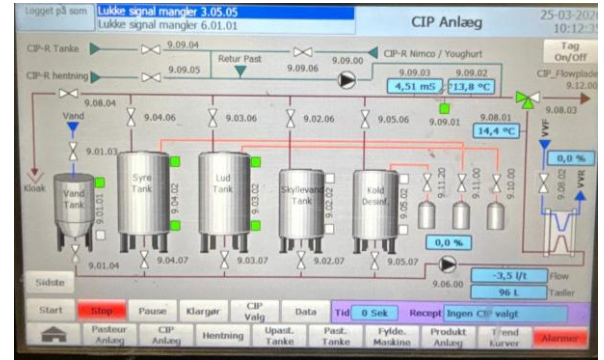 Logget på som
Lukke signal mangler 3.05.05
Lukke signal mangler 6.01.01
CIP Anlæg
25-03-202
10:12:3
CIP-R Tanke
9.09.04
Retur Past
9.09.06
9.09.00
CIP-R Nimco / Youghurt
Tøg
On/Off
CIP-R hentning
9.09.05
9.09.03
9.09.02
4,51 mS
13,8 °C
CIP_Flowplade
9.12.00
9.08.04
Vand
9.04.06
9.03.06
9.02.06
9.05.06
9.09.01
9.08.01
9.08.03
14,4 °C
VVF
9.01.03
0,0 %
Kloak
Vand
Tank
9.01.01
Syre
Tank
9.04.02
Lud
Tank
9.03.02
Skyllevand
Tank
9.02.02
Kold
Desinf.
9.05.02
9.11.20
9.11.00
9.10.00
9.08.02
VVR
0,0 %
9.01.04
9.04.07
9.03.07
9.02.07
9.05.07
9.06.00
-3,5 l/t
Flow
96 L
Tæller
Sidste
Start
Stop
Pause
Klargør
CIP
Valg
Data
Tid
0 Sek
Recept
Ingen CIP valgt
Pasteur
Anlæg
CIP
Anlæg
Hentning
Upast.
Tanke
Past.
Tanke
Fylde.
Maskine
Produkt
Anlæg
Trend
Kurver
Alarmer